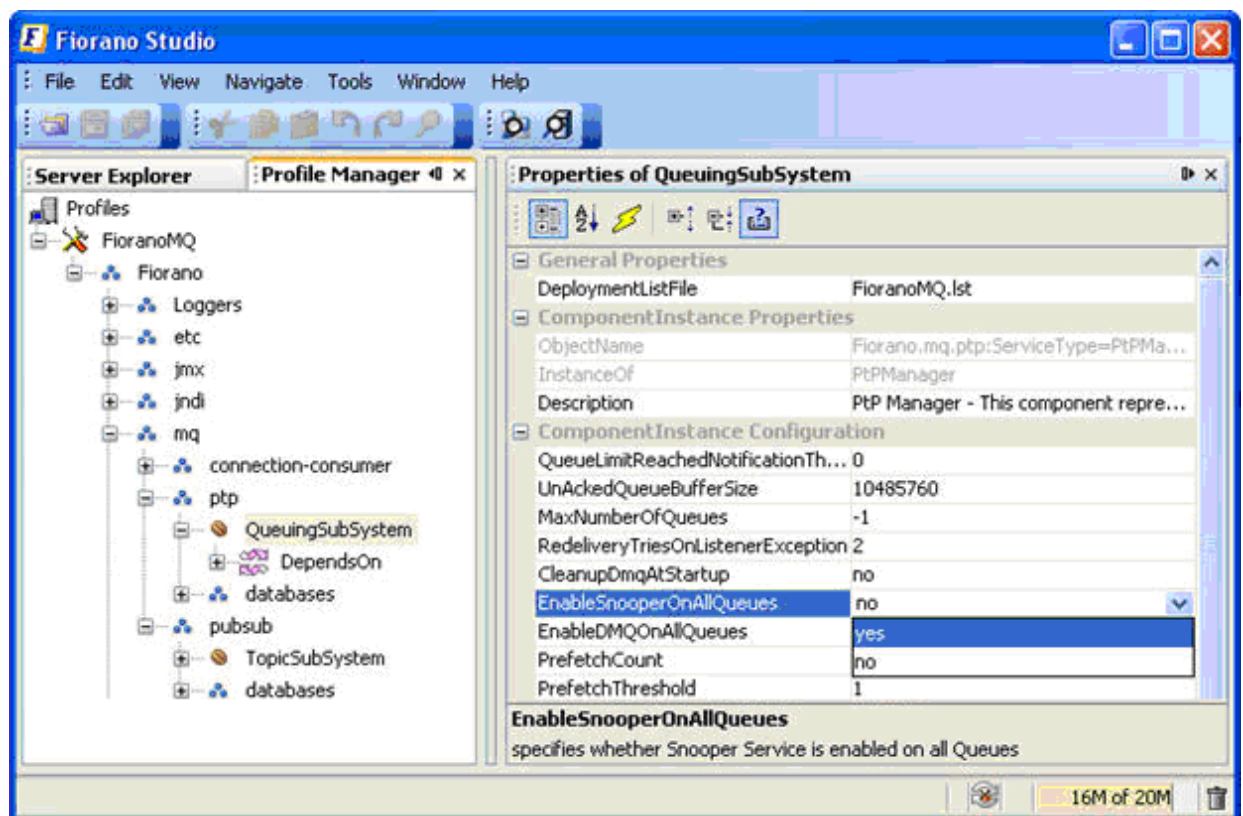 Fiorano Studio
File Edit View Navigate Tools Window Help
Server Explorer
Profile Manager
Profiles
FioranoMQ
Fiorano
Loggers
etc
jmx
jndi
mq
connection-consumer
ptp
QueuingSubSystem
DependsOn
databases
pubsub
TopicSubSystem
databases
Properties of QueuingSubSystem
General Properties
DeploymentListFile FioranoMQ.lst
ComponentInstance Properties
ObjectName Fiorano.mq.ptp:ServiceType=PtPMa...
InstanceOf PtPManager
Description PtP Manager - This component repre...
ComponentInstance Configuration
QueueLimitReachedNotificationTh... 0
UnAckedQueueBufferSize 10485760
MaxNumberOfQueues -1
RedeliveryTriesOnListenerException 2
CleanupDmqAtStartup no
EnableSnooperOnAllQueues no
EnableDMQOnAllQueues yes
PrefetchCount no
PrefetchThreshold 1
EnableSnooperOnAllQueues
specifies whether Snooper Service is enabled on all Queues
16M of 20M